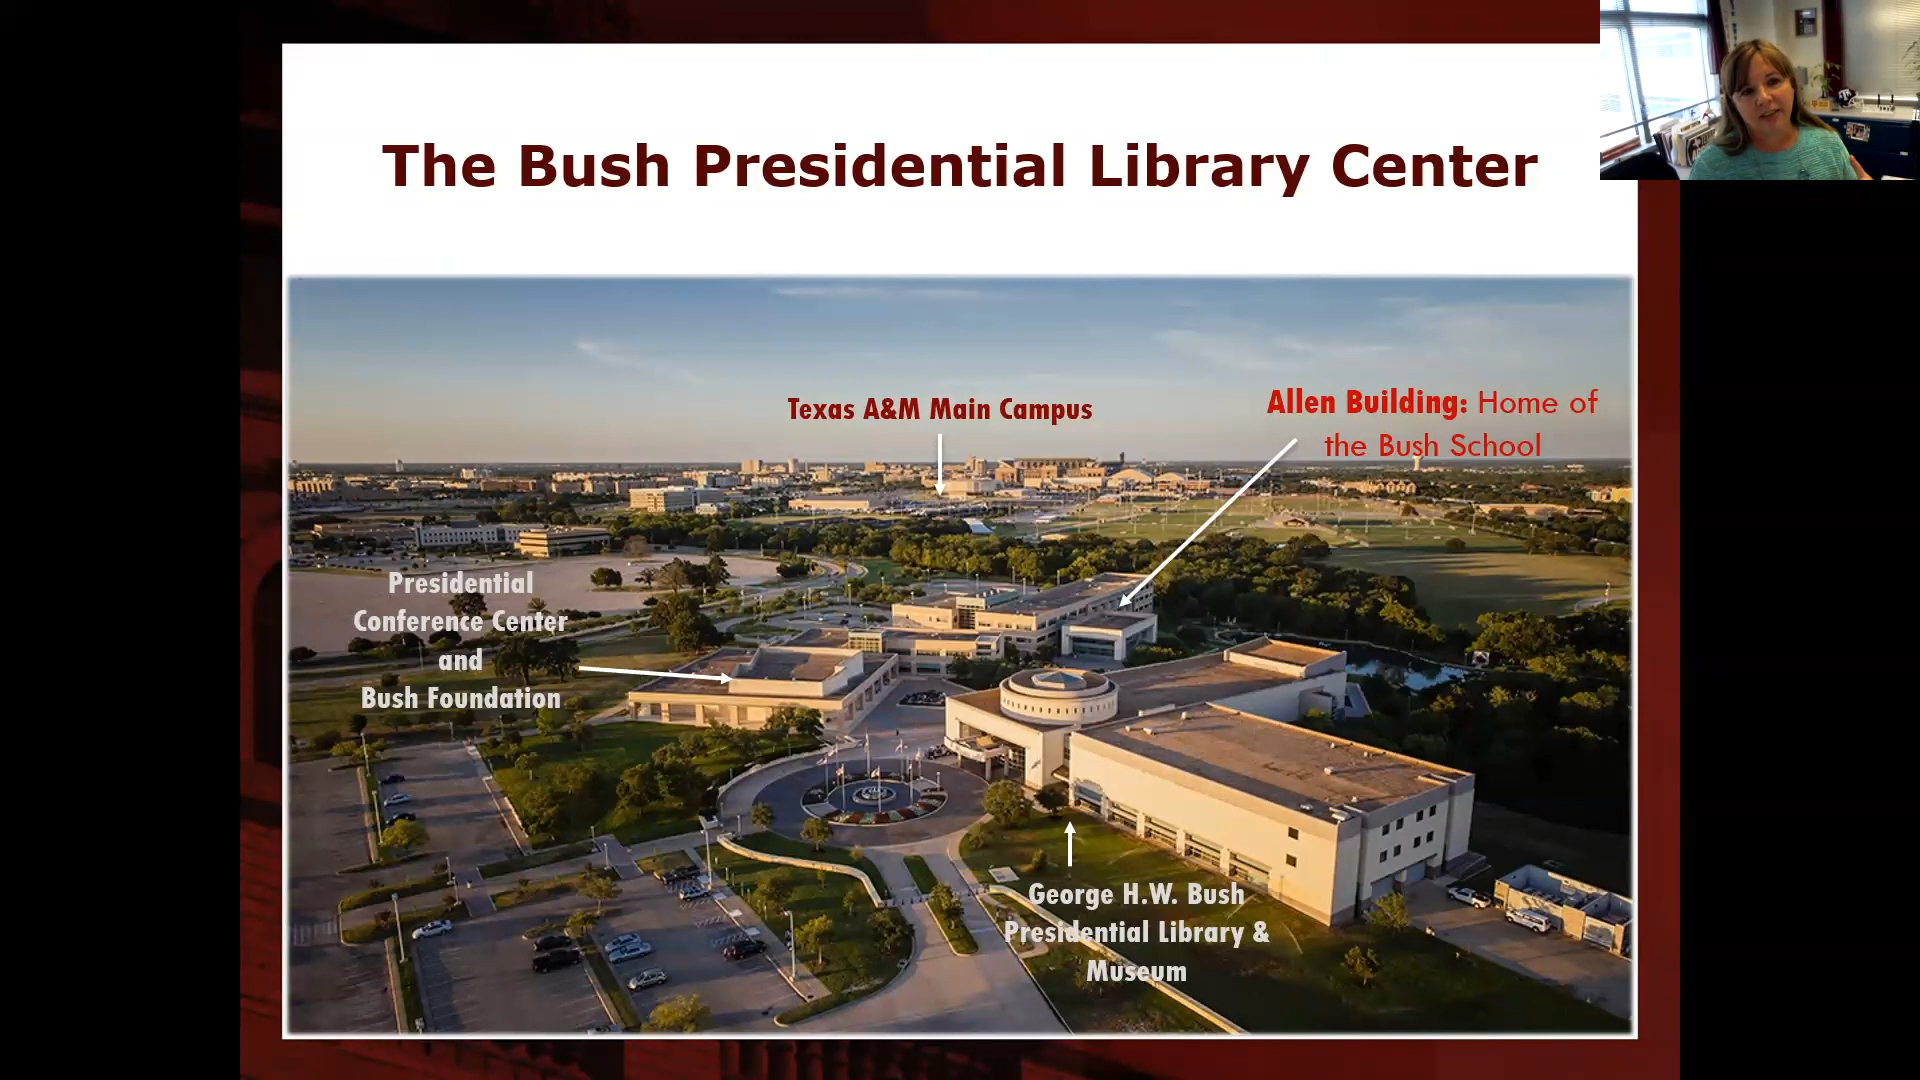 The Bush Presidential Library Center
Texas A&M Main Campus
Allen Building: Home of
the Bush School
Presidential
Conference Center
and
Bush Foundation
George H.W. Bush
Presidential Library &
Museum